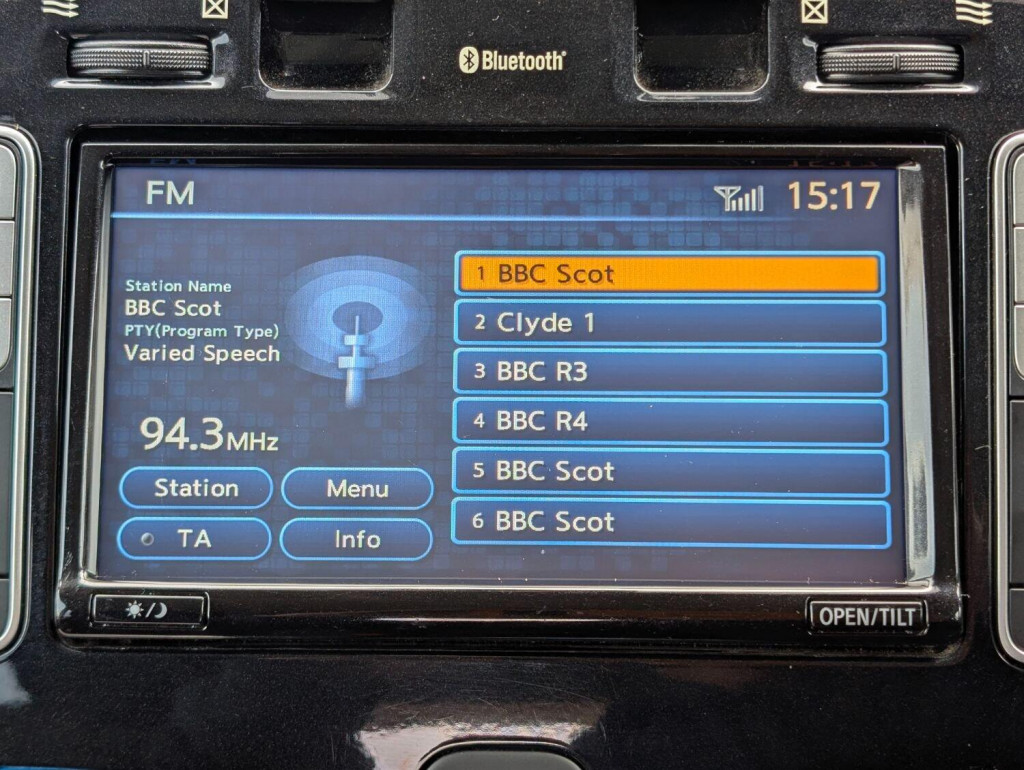 Bluetooth®
FM
15:17
Station Name
BBC Scot
PTY(Program Type)
Varied Speech
94.3MHz
Station
Menu
TA
Info
1 BBC Scot
2 Clyde 1
3 BBC R3
4 BBC R4
5 BBC Scot
6 BBC Scot
OPEN/TILT